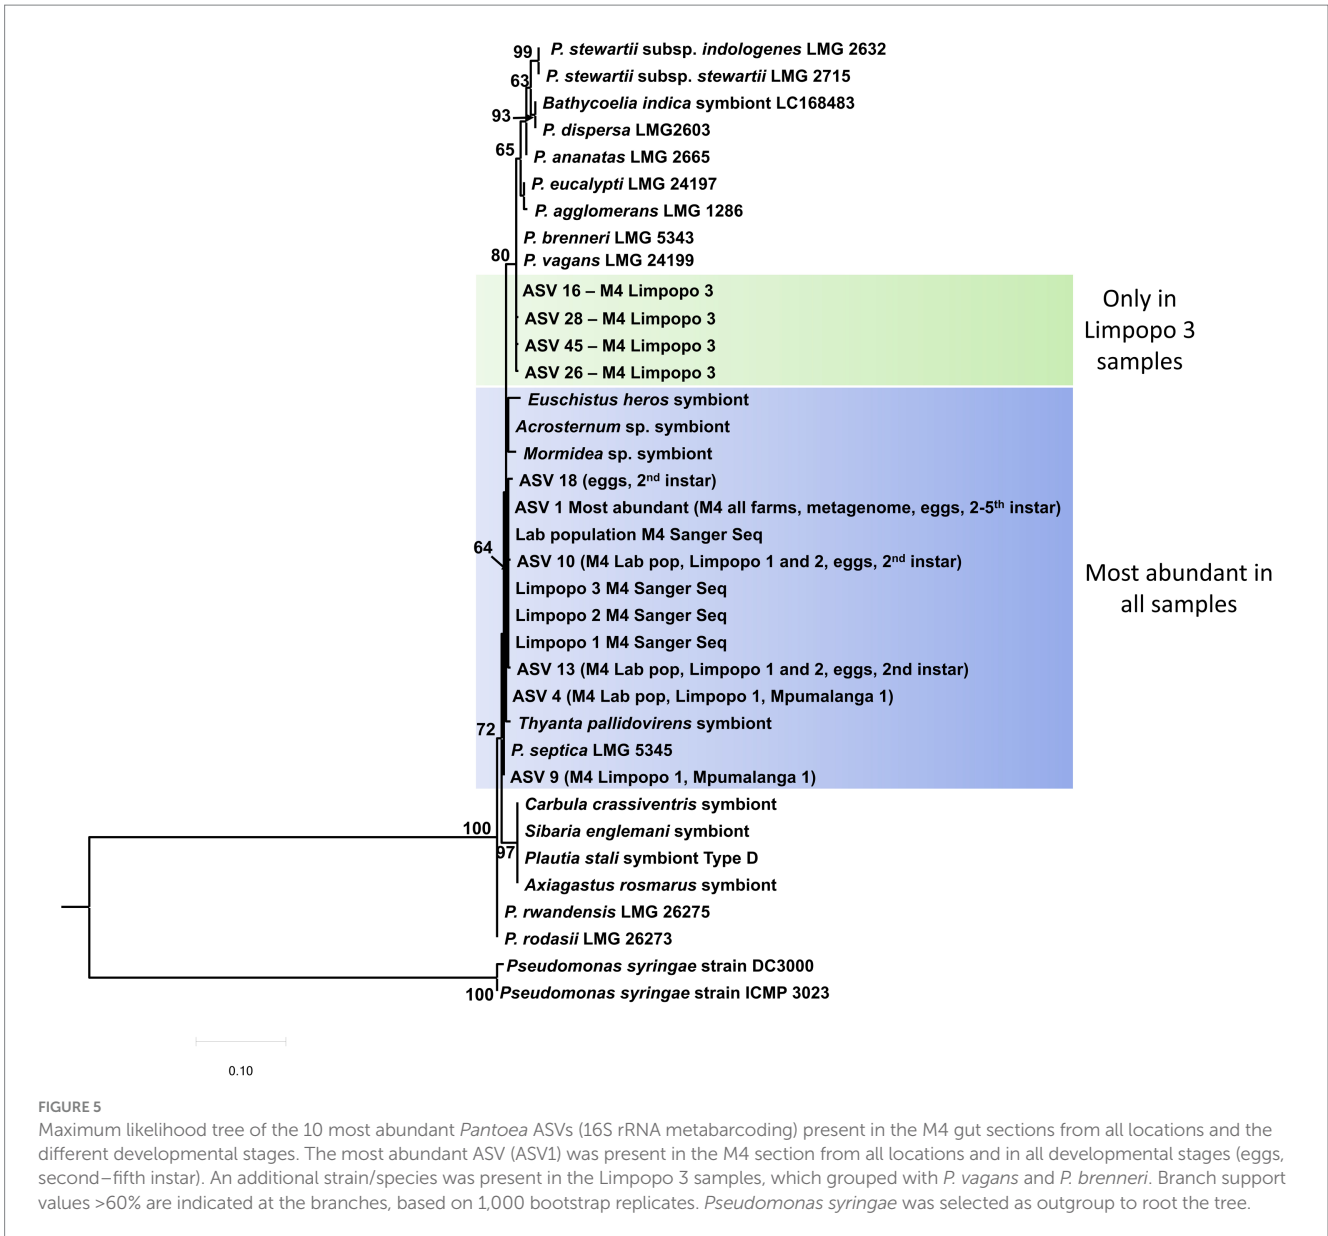 99 P. stewartii subsp. indologenes LMG 2632
P. stewartii subsp. stewartii LMG 2715
63
Bathycoelia indica symbiont LC168483
93
P. dispersa LMG2603
65
P. ananatas LMG 2665
P. eucalypti LMG 24197
P. agglomerans LMG 1286
P. brenneri LMG 5343
80
P. vagans LMG 24199
ASV 16 – M4 Limpopo 3
ASV 28 – M4 Limpopo 3
ASV 45 – M4 Limpopo 3
ASV 26 – M4 Limpopo 3
Only in
Limpopo 3
samples
Euschistus heros symbiont
Acrosternum sp. symbiont
Mormidea sp. symbiont
ASV 18 (eggs, 2nd instar)
ASV 1 Most abundant (M4 all farms, metagenome, eggs, 2-5th instar)
Lab population M4 Sanger Seq
64
ASV 10 (M4 Lab pop, Limpopo 1 and 2, eggs, 2nd instar)
Limpopo 3 M4 Sanger Seq
Limpopo 2 M4 Sanger Seq
Limpopo 1 M4 Sanger Seq
ASV 13 (M4 Lab pop, Limpopo 1 and 2, eggs, 2nd instar)
ASV 4 (M4 Lab pop, Limpopo 1, Mpumalanga 1)
Thyanta pallidovirens symbiont
72
P. septica LMG 5345
ASV 9 (M4 Limpopo 1, Mpumalanga 1)
Most abundant in
all samples
Carbula crassiventris symbiont
100
Sibaria englemani symbiont
97
Plautia stali symbiont Type D
Axiagastus rosmarus symbiont
P. rwandensis LMG 26275
P. rodasii LMG 26273
Pseudomonas syringae strain DC3000
100 Pseudomonas syringae strain ICMP 3023
0.10
FIGURE 5
Maximum likelihood tree of the 10 most abundant Pantoea ASVs (16S rRNA metabarcoding) present in the M4 gut sections from all locations and the
different developmental stages. The most abundant ASV (ASV1) was present in the M4 section from all locations and in all developmental stages (eggs,
second–fifth instar). An additional strain/species was present in the Limpopo 3 samples, which grouped with P. vagans and P. brenneri. Branch support
values >60% are indicated at the branches, based on 1,000 bootstrap replicates. Pseudomonas syringae was selected as outgroup to root the tree.